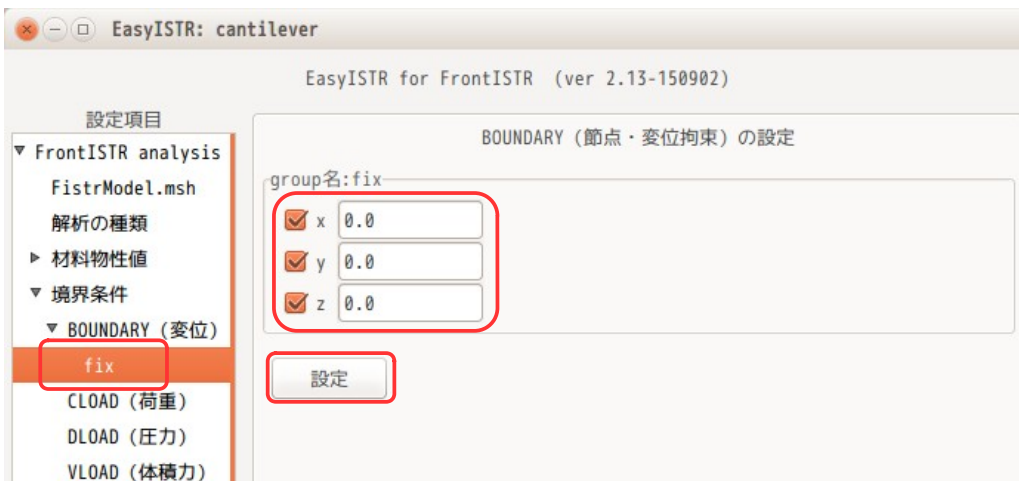 EasyISTR: cantilever
EasyISTR for FrontISTR (ver 2.13-150902)
設定項目
FrontISTR analysis
FistrModel.msh
解析の種類
材料物性値
境界条件
BOUNDARY (変位)
fix
CLOAD (荷重)
DLOAD (圧力)
VLOAD (体積力)
BOUNDARY (節点・変位拘束) の設定
group名:fix
x 0.0
y 0.0
z 0.0
設定